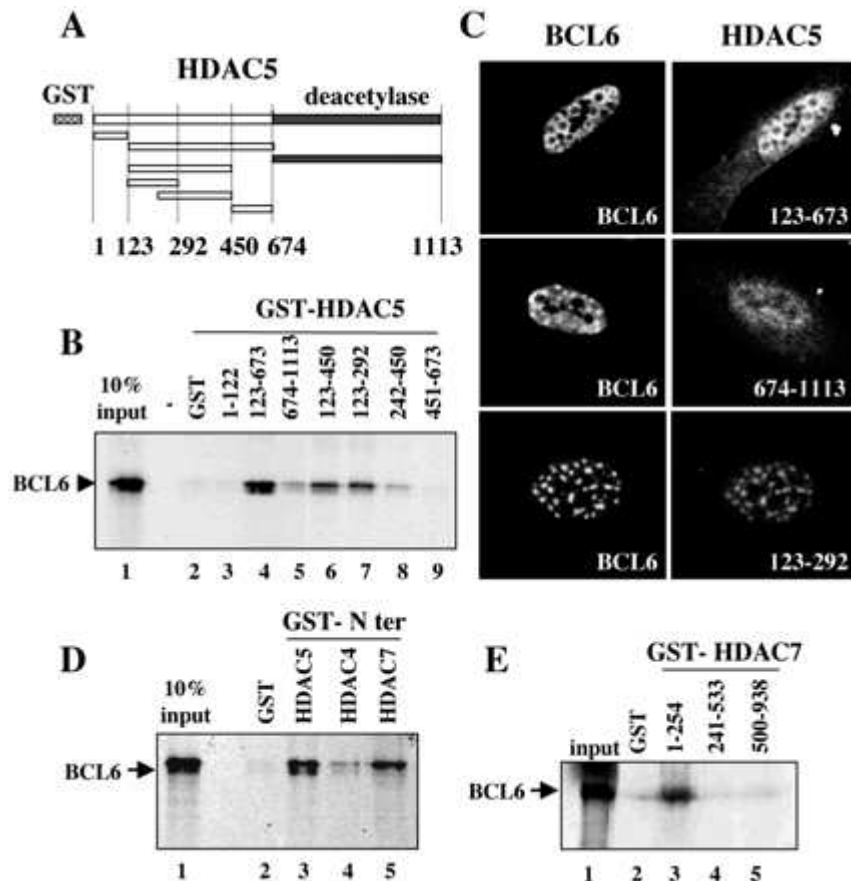 A
HDAC5
GST
deacetylase
1 123 292 450 674 1113
B
GST-HDAC5
10%
input
-
GST
1-122
123-673
674-1113
123-450
123-292
242-450
451-673
BCL6
1 2 3 4 5 6 7 8 9
C
BCL6 HDAC5
BCL6 123-673
BCL6 674-1113
BCL6 123-292
D
GST- N ter
10%
input
GST
HDAC5
HDAC4
HDAC7
BCL6
1 2 3 4 5
E
GST- HDAC7
input
GST
1-254
241-533
500-938
BCL6
1 2 3 4 5